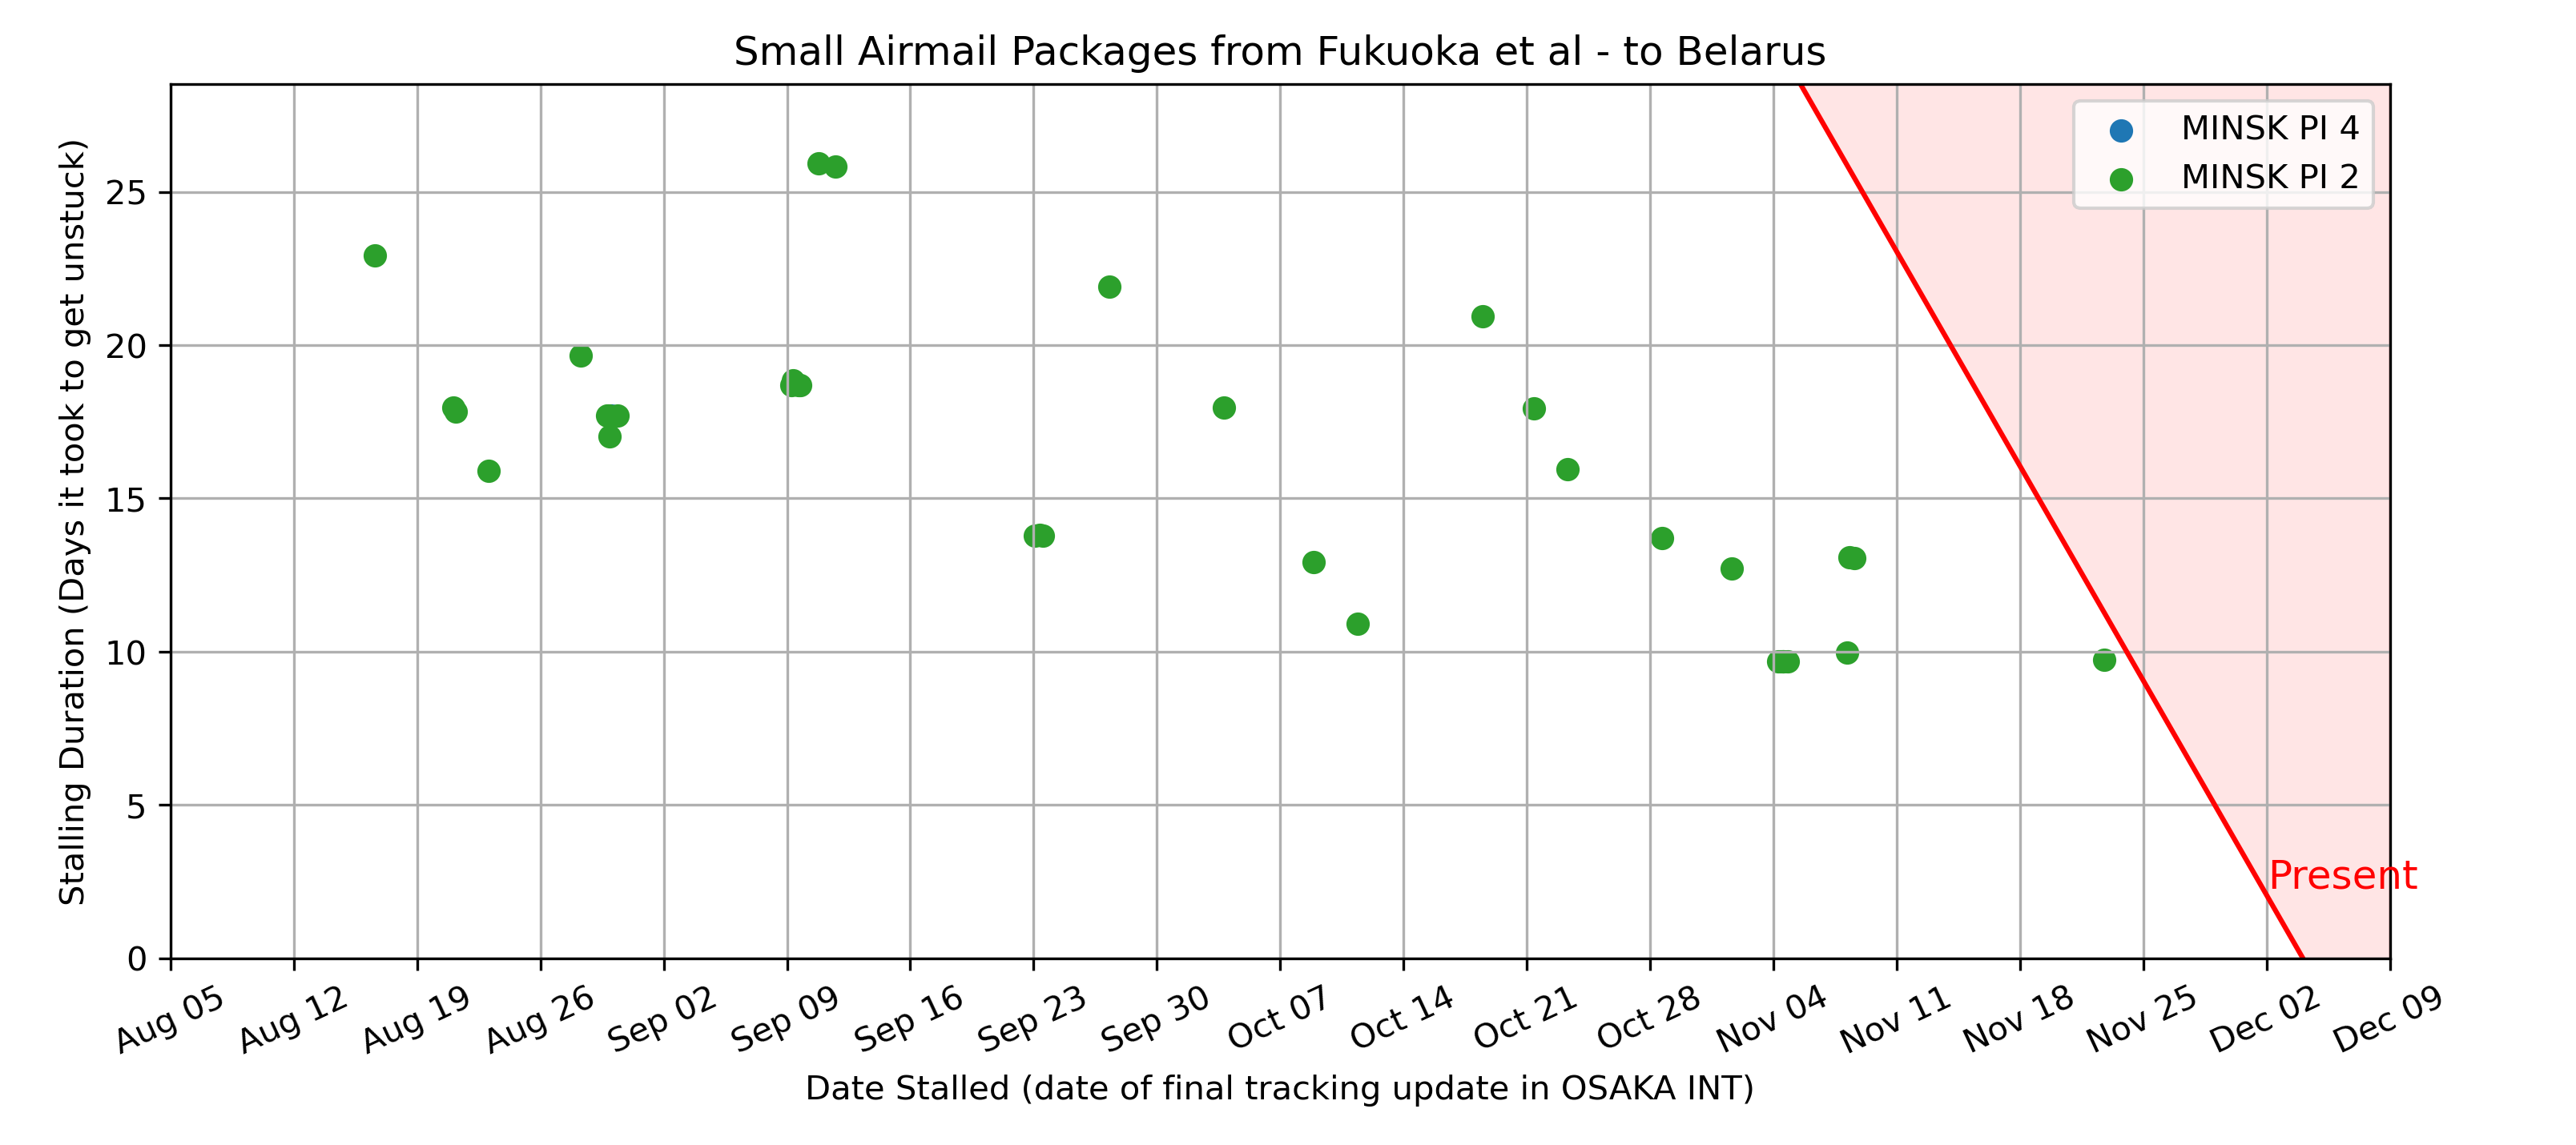 Small Airmail Packages from Fukuoka et al - to Belarus
MINSK PI 4
MINSK PI 2
Stalling Duration (Days it took to get unstuck)
25
20
15
10
5
0
Present
Aug 05
Aug 12
Aug 19
Aug 26
Sep 02
Sep 09
Sep 16
Sep 23
Sep 30
Oct 07
Oct 14
Oct 21
Oct 28
Nov 04
Nov 11
Nov 18
Nov 25
Dec 02
Dec 09
Date Stalled (date of final tracking update in OSAKA INT)